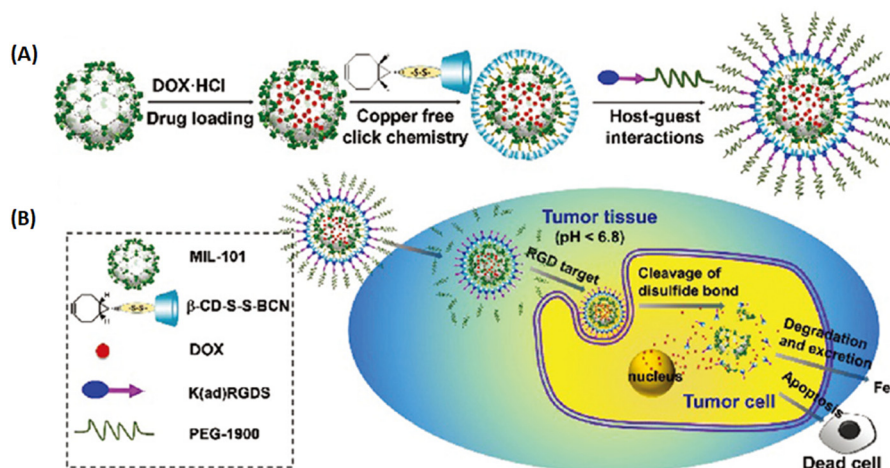 (A)
DOX·HCl
Drug loading
H
H
-S-S-
Copper free
click chemistry
Host-guest
interactions
(B)
MIL-101
H
H
-S-S-
β-CD-S-S-BCN
DOX
K(ad)RGDS
PEG-1900
Tumor tissue
(pH < 6.8)
RGD target
Cleavage of
disulfide bond
Degradation
and excretion
Fe
Apoptosis
nucleus
Tumor cell
Dead cell